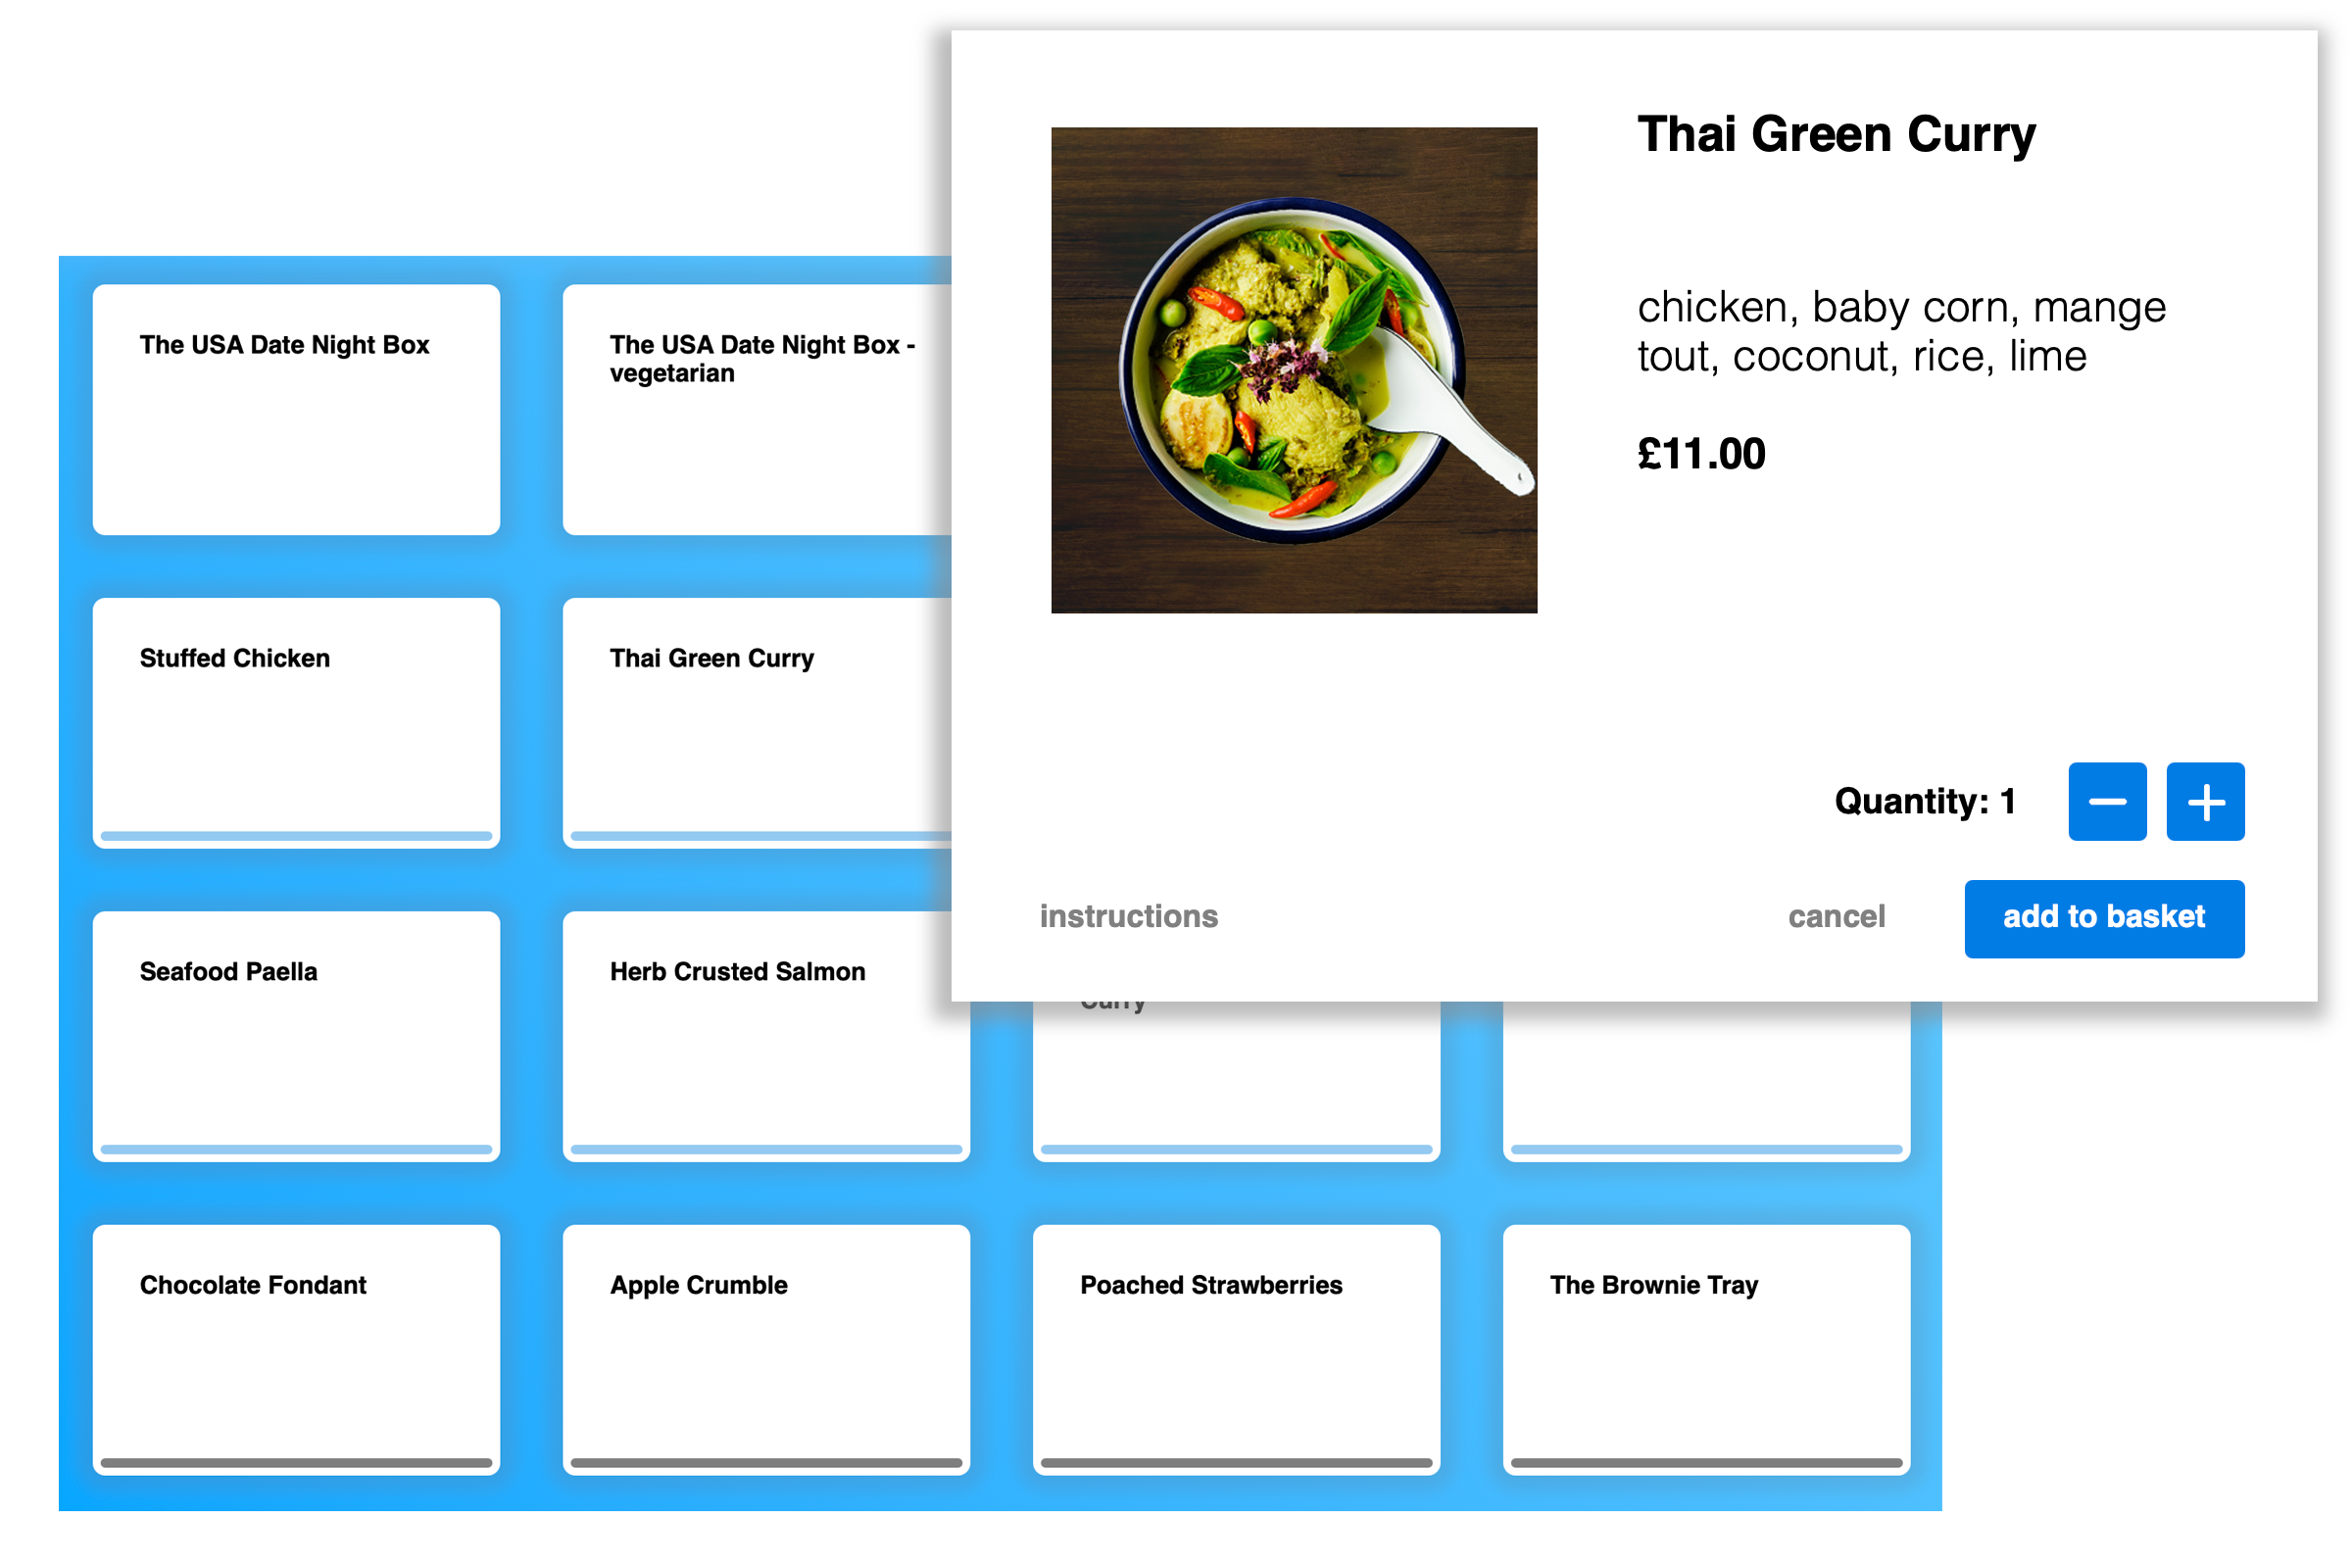 Thai Green Curry
chicken, baby corn, mange
tout, coconut, rice, lime
£11.00
Quantity: 1
instructions
cancel
add to basket
The USA Date Night Box
The USA Date Night Box -
vegetarian
Stuffed Chicken
Thai Green Curry
Seafood Paella
Herb Crusted Salmon
Curry
Chocolate Fondant
Apple Crumble
Poached Strawberries
The Brownie Tray